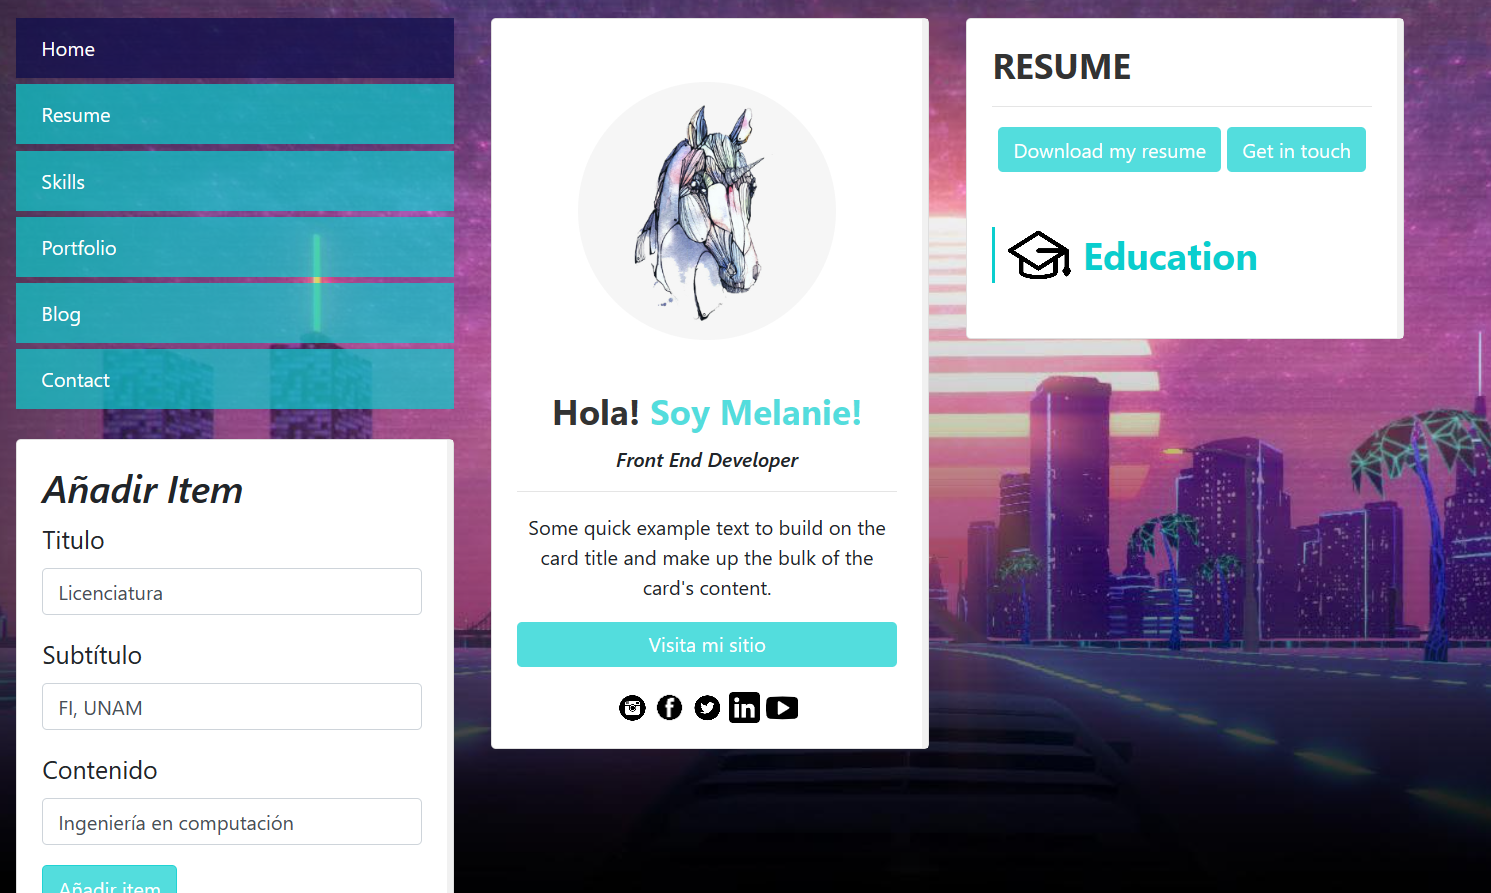 Home
Resume
Skills
Portfolio
Blog
Contact
Añadir Item
Titulo
Licenciatura
Subtítulo
FI, UNAM
Contenido
Ingeniería en computación
Añadir item
Hola! Soy Melanie!
Front End Developer
Some quick example text to build on the
card title and make up the bulk of the
card's content.
Visita mi sitio
RESUME
Download my resume Get in touch
Education